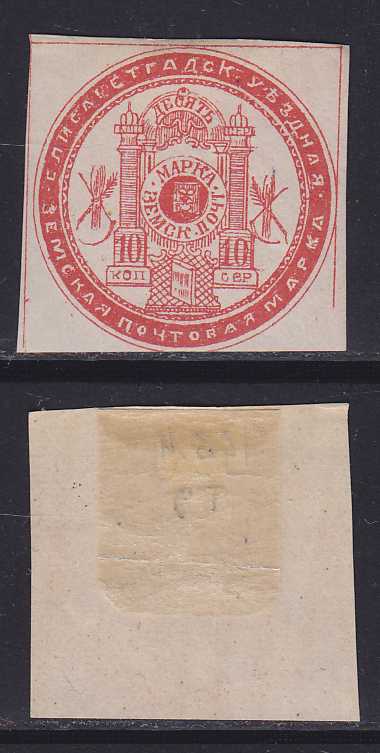 ЕЛИСАВЕТГРАДСК. УѢЗДНАЯ
ЗЕМСКАЯ ПОЧТОВАЯ МАРКА
ДЕСЯТЬ
МАРКА
ЗЕМСК. ПОЧТ.
10 10
КОП СЕР